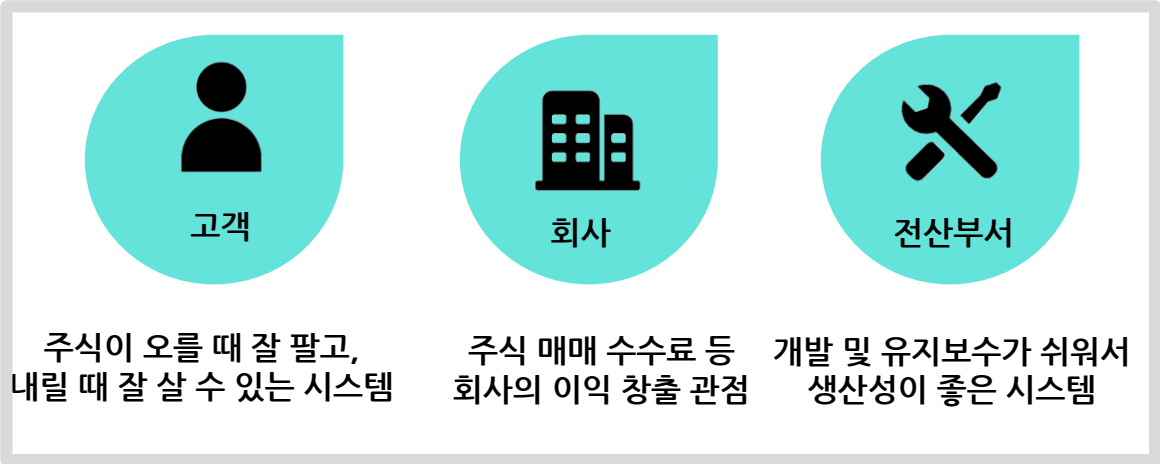 고객
주식이 오를 때 잘 팔고,
내릴 때 잘 살 수 있는 시스템
회사
주식 매매 수수료 등
회사의 이익 창출 관점
전산부서
개발 및 유지보수가 쉬워서
생산성이 좋은 시스템